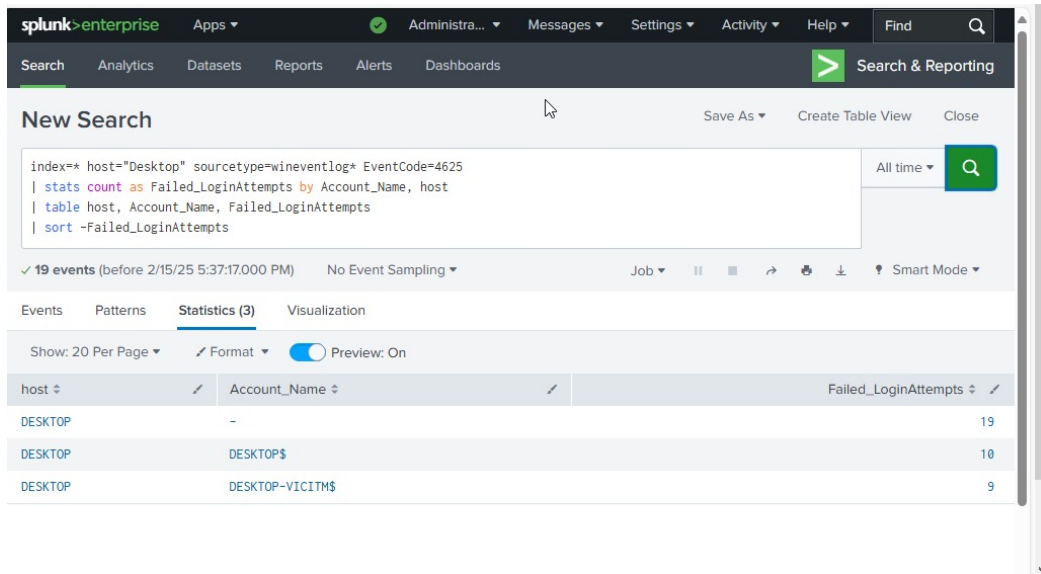 splunk>enterprise Apps Administra... Messages Settings Activity Help Find
Search Analytics Datasets Reports Alerts Dashboards > Search & Reporting
New Search Save As Create Table View Close
index=* host="Desktop" sourcetype=wineventlog* EventCode=4625
| stats count as Failed_LoginAttempts by Account_Name, host
| table host, Account_Name, Failed_LoginAttempts
| sort -Failed_LoginAttempts
All time
19 events (before 2/15/25 5:37:17.000 PM) No Event Sampling Job Smart Mode
Events Patterns Statistics (3) Visualization
Show: 20 Per Page Format Preview: On
host Account_Name Failed_LoginAttempts
DESKTOP - 19
DESKTOP DESKTOP$ 10
DESKTOP DESKTOP-VICITM$ 9